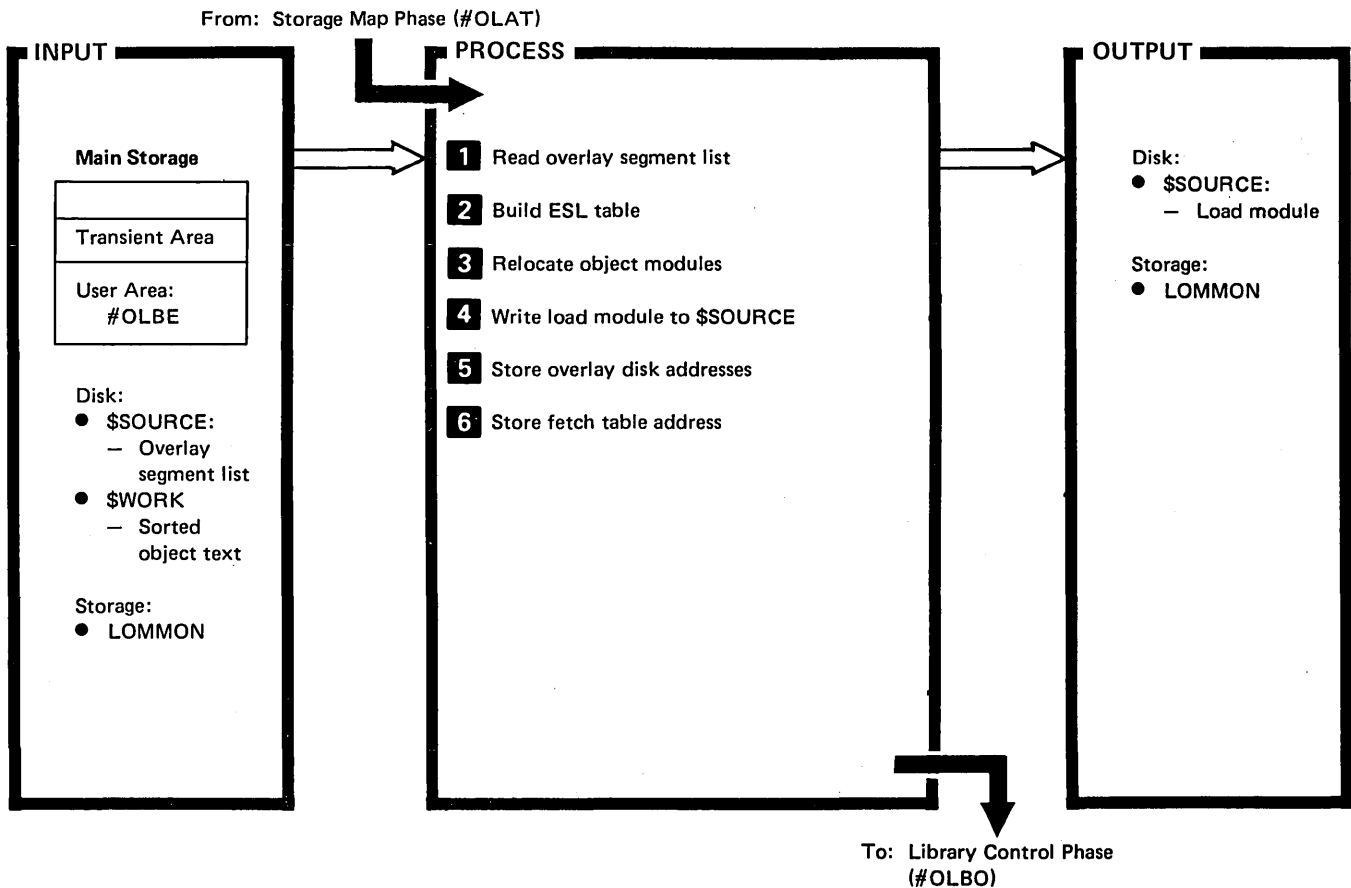 From: Storage Map Phase (#OLAT)
INPUT
Main Storage
Transient Area
User Area:
#OLBE
Disk:
● $SOURCE:
— Overlay
segment list
● $WORK
— Sorted
object text
Storage:
● LOMMON
PROCESS
1 Read overlay segment list
2 Build ESL table
3 Relocate object modules
4 Write load module to $SOURCE
5 Store overlay disk addresses
6 Store fetch table address
OUTPUT
Disk:
● $SOURCE:
— Load module
Storage:
● LOMMON
To: Library Control Phase
(#OLBO)